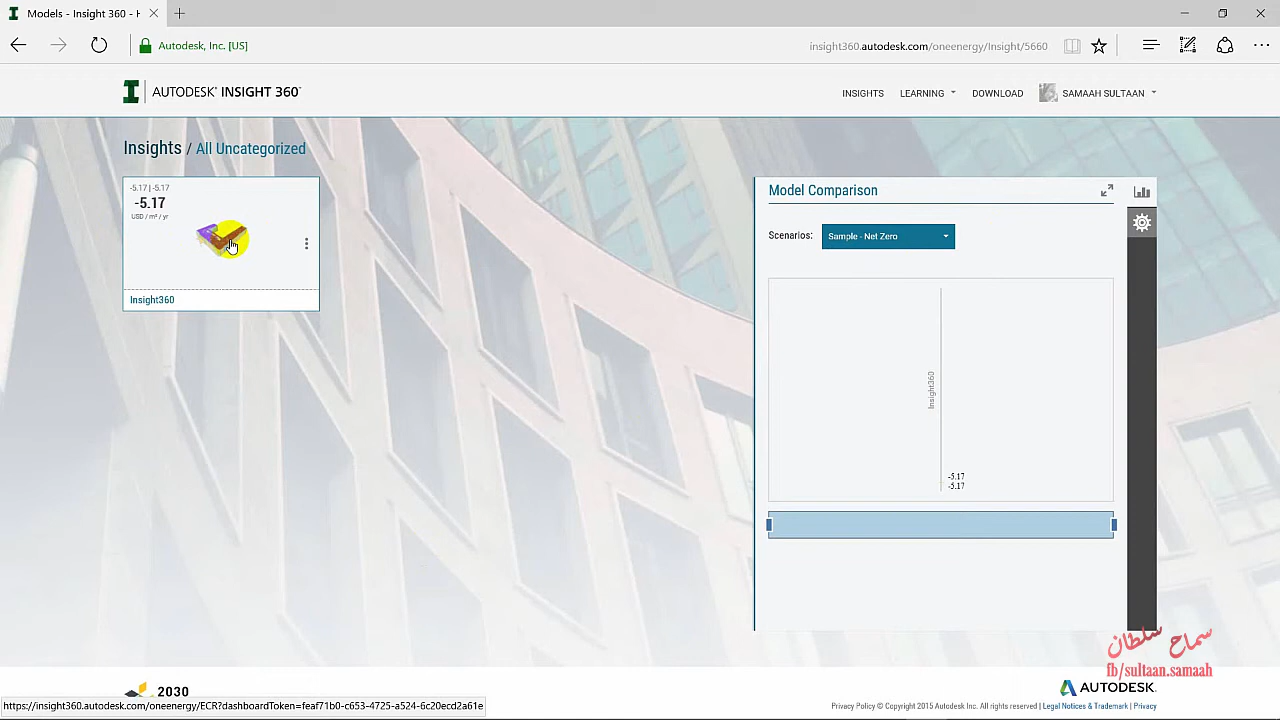 Models - Insight 360 - H
Autodesk, Inc. [US]
insight360.autodesk.com/oneenergy/Insight/5660
AUTODESK® INSIGHT 360™
INSIGHTS
LEARNING
DOWNLOAD
SAMAAH SULTAAN
Insights / All Uncategorized
-5.17 | -5.17
-5.17
USD / m² / yr
Insight360
Model Comparison
Scenarios:
Sample - Net Zero
Insight360
-5.17
-5.17
سماح سلطان
fb/sultaan.samaah
2030
AUTODESK.
https://insight360.autodesk.com/oneenergy/ECR?dashboardToken=feaf71b0-c653-4725-a524-6c20ecd2a61e
Privacy Policy © Copyright 2015 Autodesk Inc. All rights reserved | Legal Notices & Trademark | Privacy